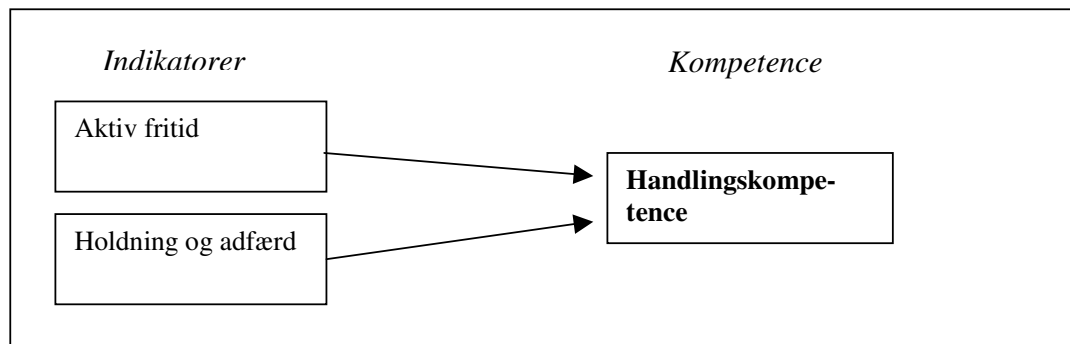 Indikatorer
Kompetence
Aktiv fritid
Handlingskompe-
tence
Holdning og adfærd